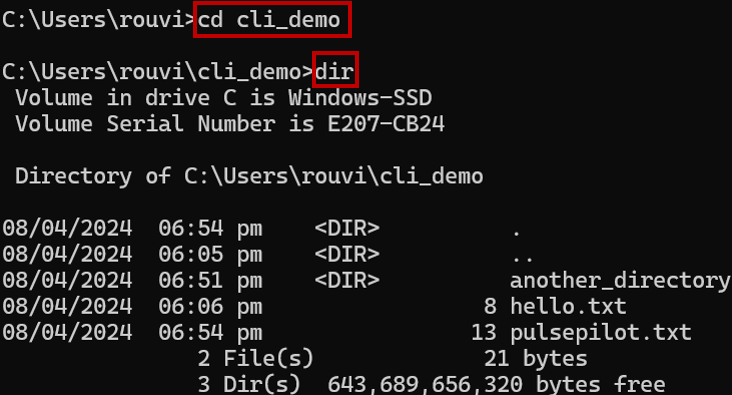 C:\Users\rouvi>cd cli_demo
C:\Users\rouvi\cli_demo>dir
 Volume in drive C is Windows-SSD
 Volume Serial Number is E207-CB24
 Directory of C:\Users\rouvi\cli_demo
08/04/2024  06:54 pm    <DIR>          .
08/04/2024  06:05 pm    <DIR>          ..
08/04/2024  06:51 pm    <DIR>          another_directory
08/04/2024  06:06 pm                 8 hello.txt
08/04/2024  06:54 pm                13 pulsepilot.txt
               2 File(s)             21 bytes
               3 Dir(s)  643,689,656,320 bytes free